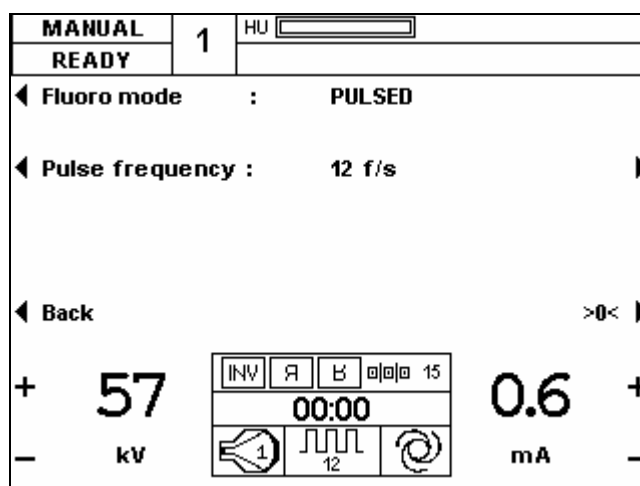 MANUAL 1 HU
READY
Fluoro mode : PULSED
Pulse frequency : 12 f/s
Back >0<
INV Я 15
+ 57 00:00 0.6 +
1 12
– kV mA –